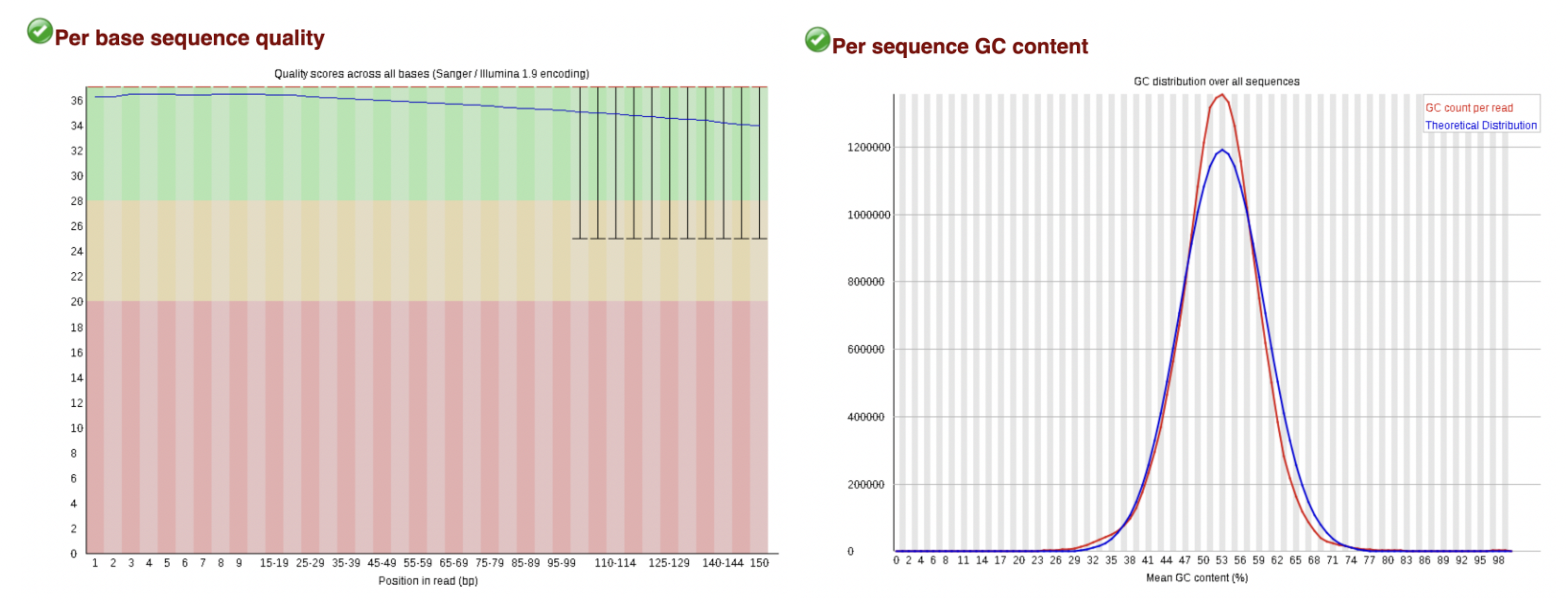 Per base sequence quality
Quality scores across all bases (Sanger / Illumina 1.9 encoding)
36
34
32
30
28
26
24
22
20
18
16
14
12
10
8
6
4
2
0
1 2 3 4 5 6 7 8 9 15-19 25-29 35-39 45-49 55-59 65-69 75-79 85-89 95-99 110-114 125-129 140-144 150
Position in read (bp)
Per sequence GC content
GC distribution over all sequences
GC count per read
Theoretical Distribution
1200000
1000000
800000
600000
400000
200000
0
0 2 4 6 8 11 14 17 20 23 26 29 32 35 38 41 44 47 50 53 56 59 62 65 68 71 74 77 80 83 86 89 92 95 98
Mean GC content (%)